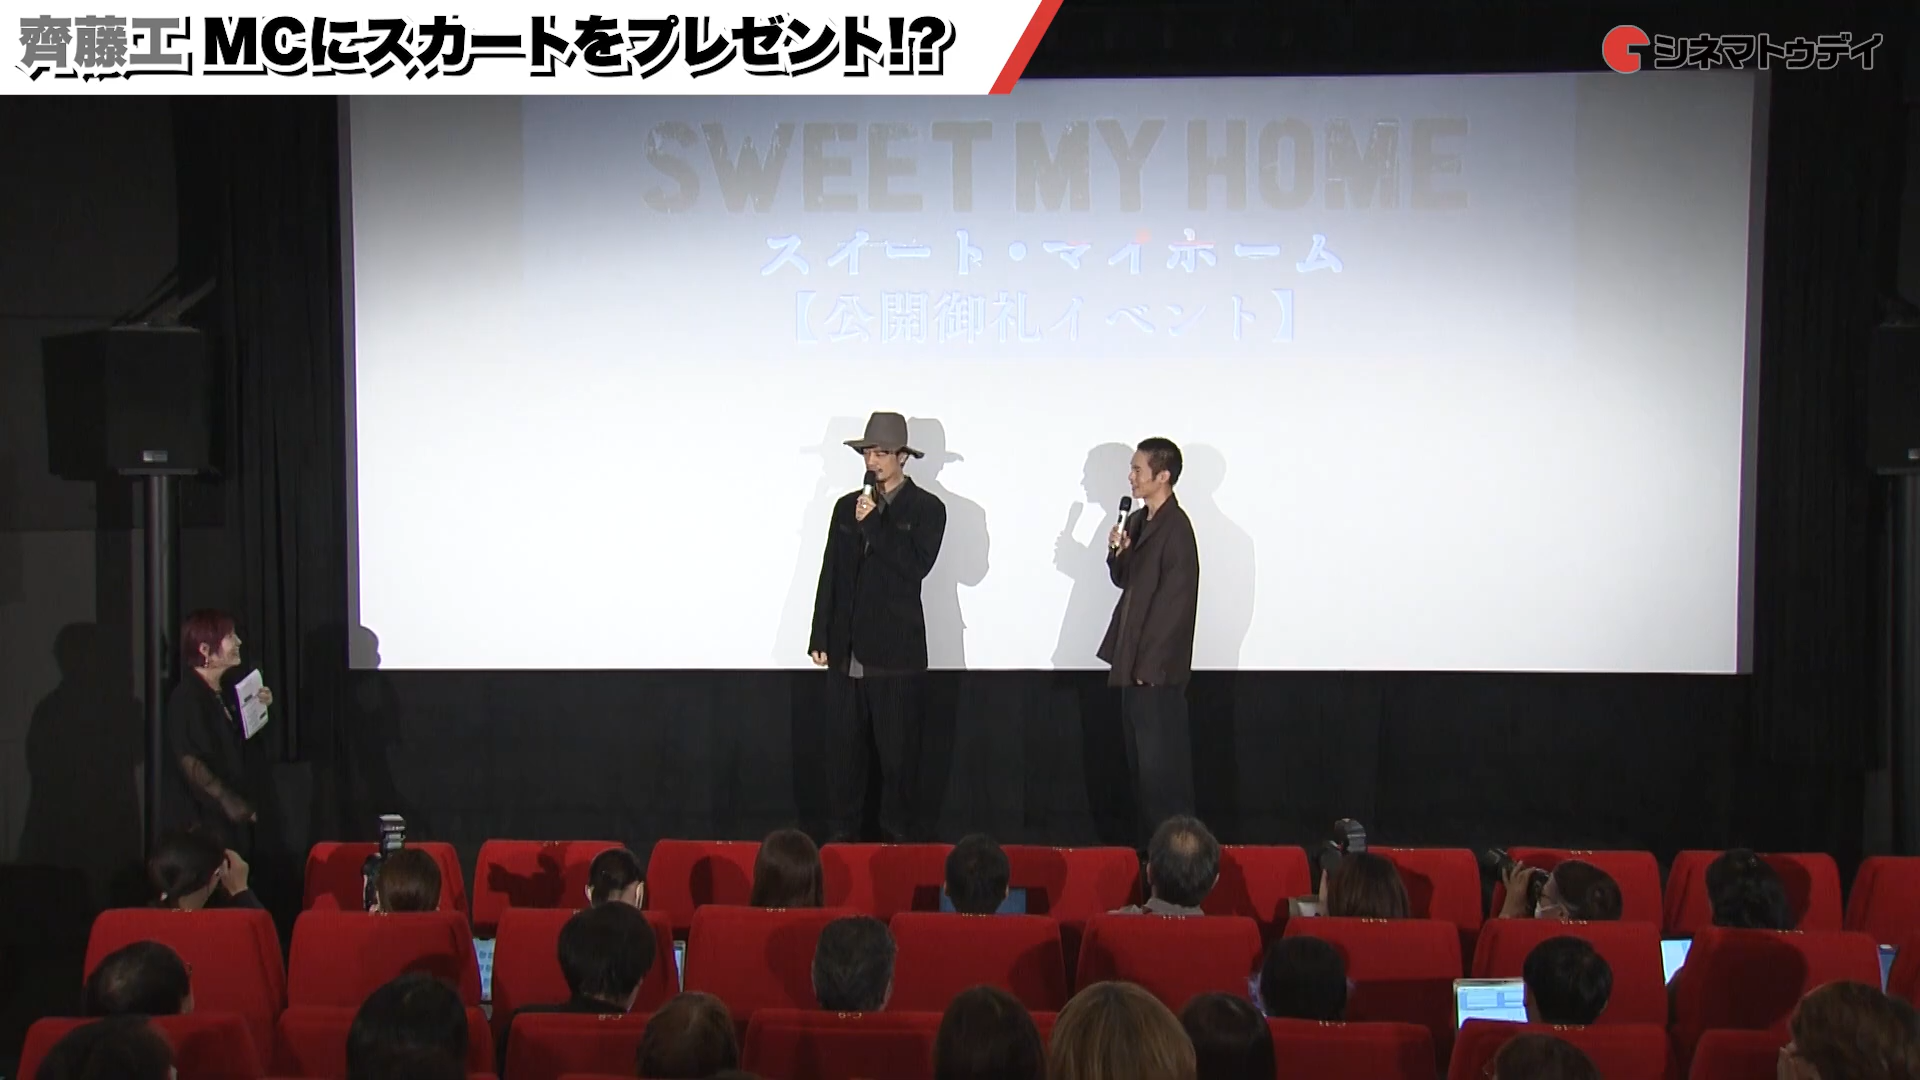 齊藤工 MCにスカートをプレゼント!?
シネマトゥデイ
SWEET MY HOME
スイート・マイホーム
【公開御礼イベント】